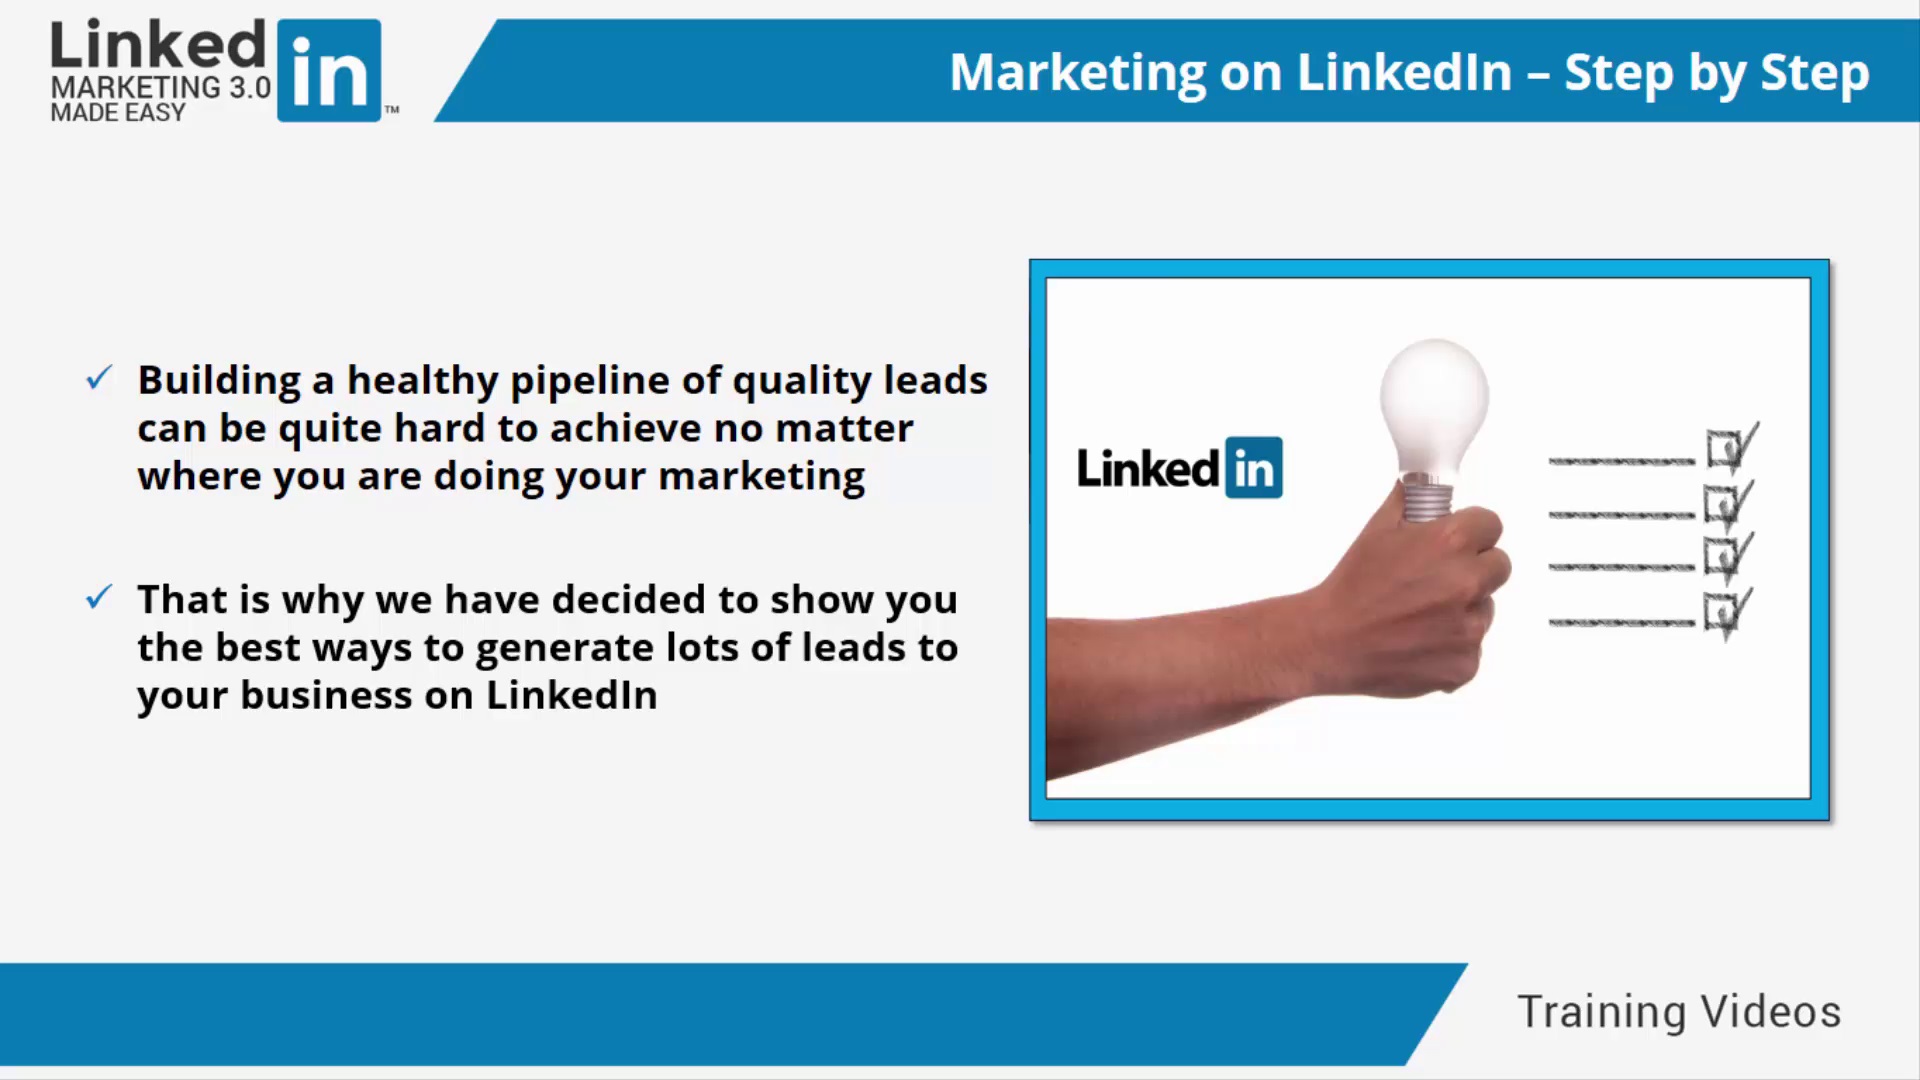 Linked in
MARKETING 3.0
MADE EASY
™
Marketing on LinkedIn – Step by Step
✓ Building a healthy pipeline of quality leads
can be quite hard to achieve no matter
where you are doing your marketing
✓ That is why we have decided to show you
the best ways to generate lots of leads to
your business on LinkedIn
Linked in
Training Videos